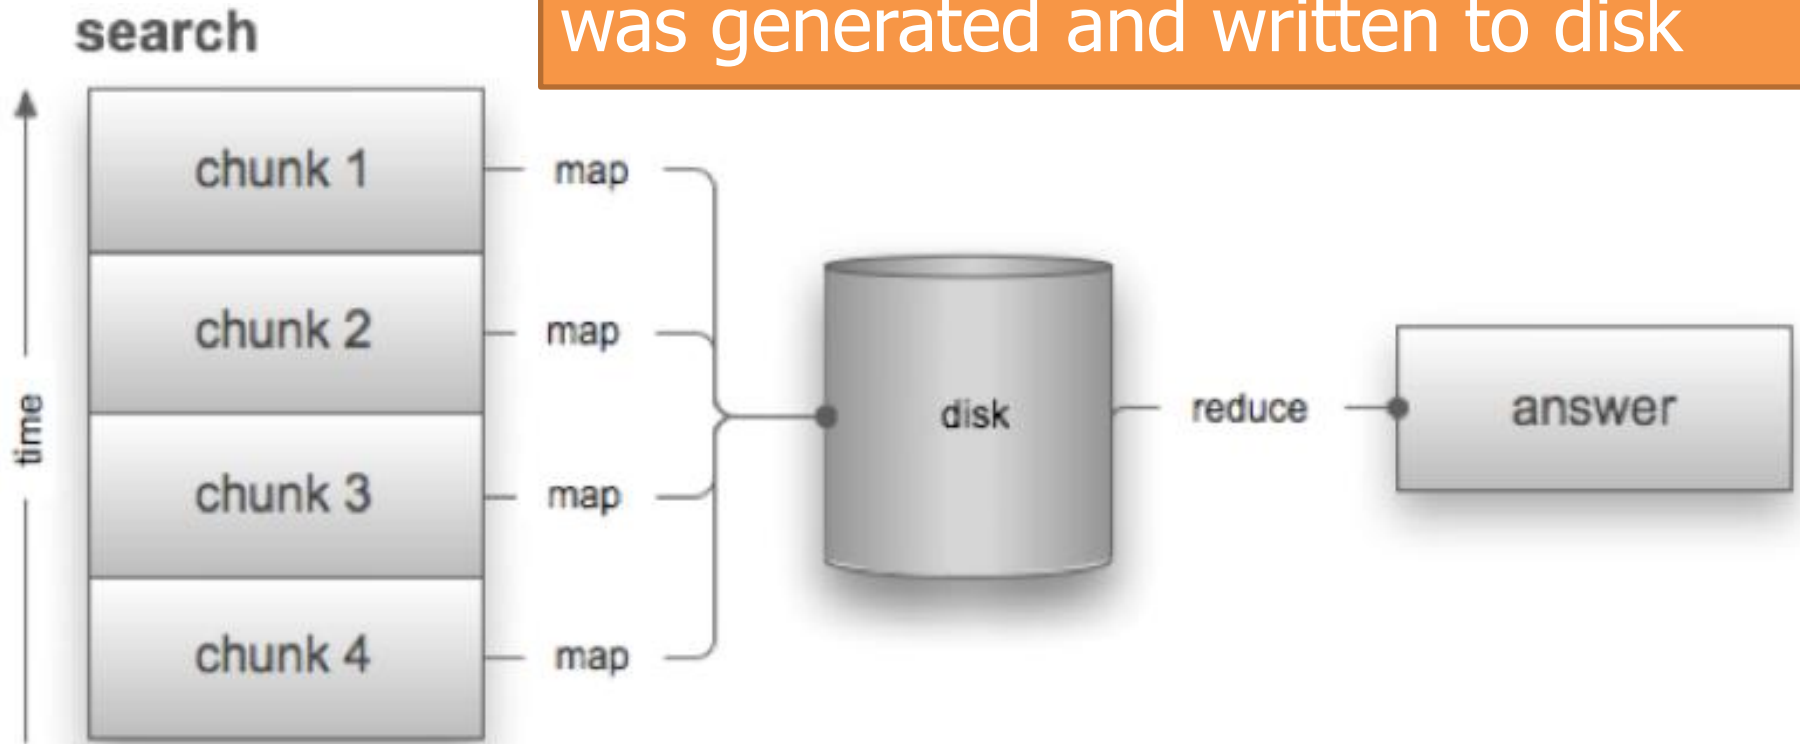 was generated and written to disk
search
time
chunk 1
map
chunk 2
map
chunk 3
map
chunk 4
map
disk
reduce
answer